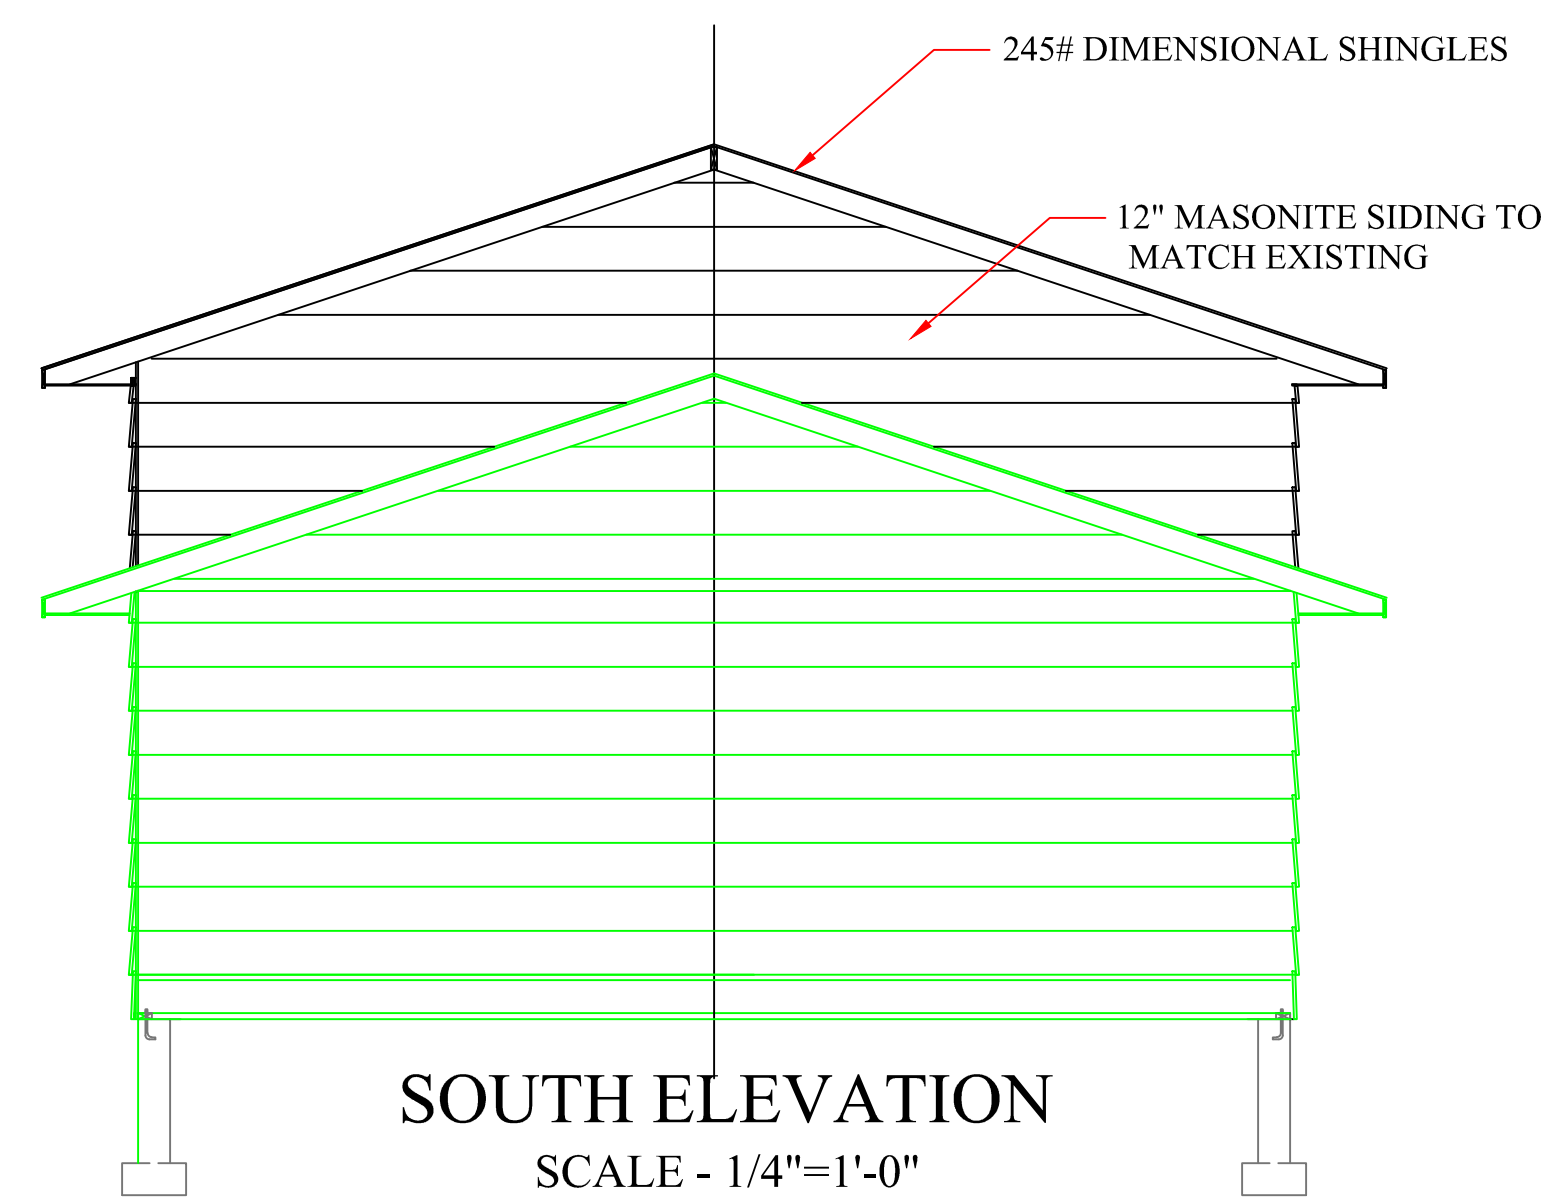 245# DIMENSIONAL SHINGLES
12" MASONITE SIDING TO
MATCH EXISTING
SOUTH ELEVATION
SCALE - 1/4"=1'-0"